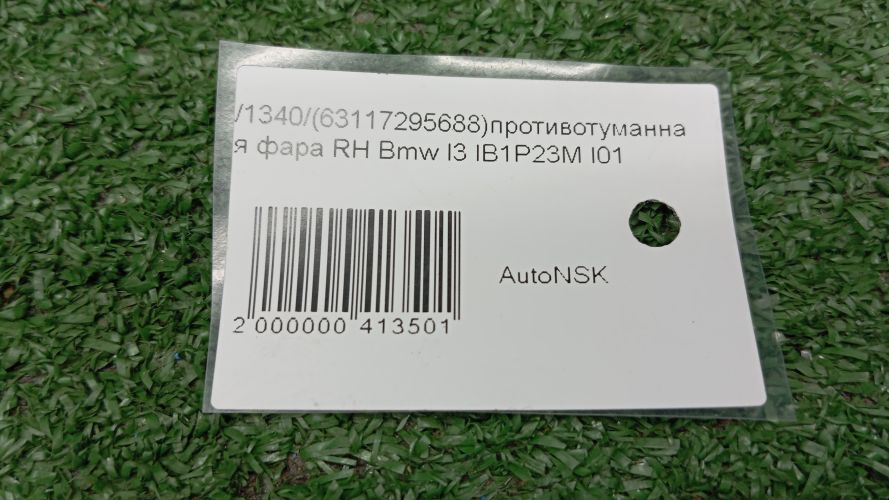 /1340/(63117295688)противотуманна
я фара RH Bmw I3 IB1P23M I01
AutoNSK
2 000000 413501